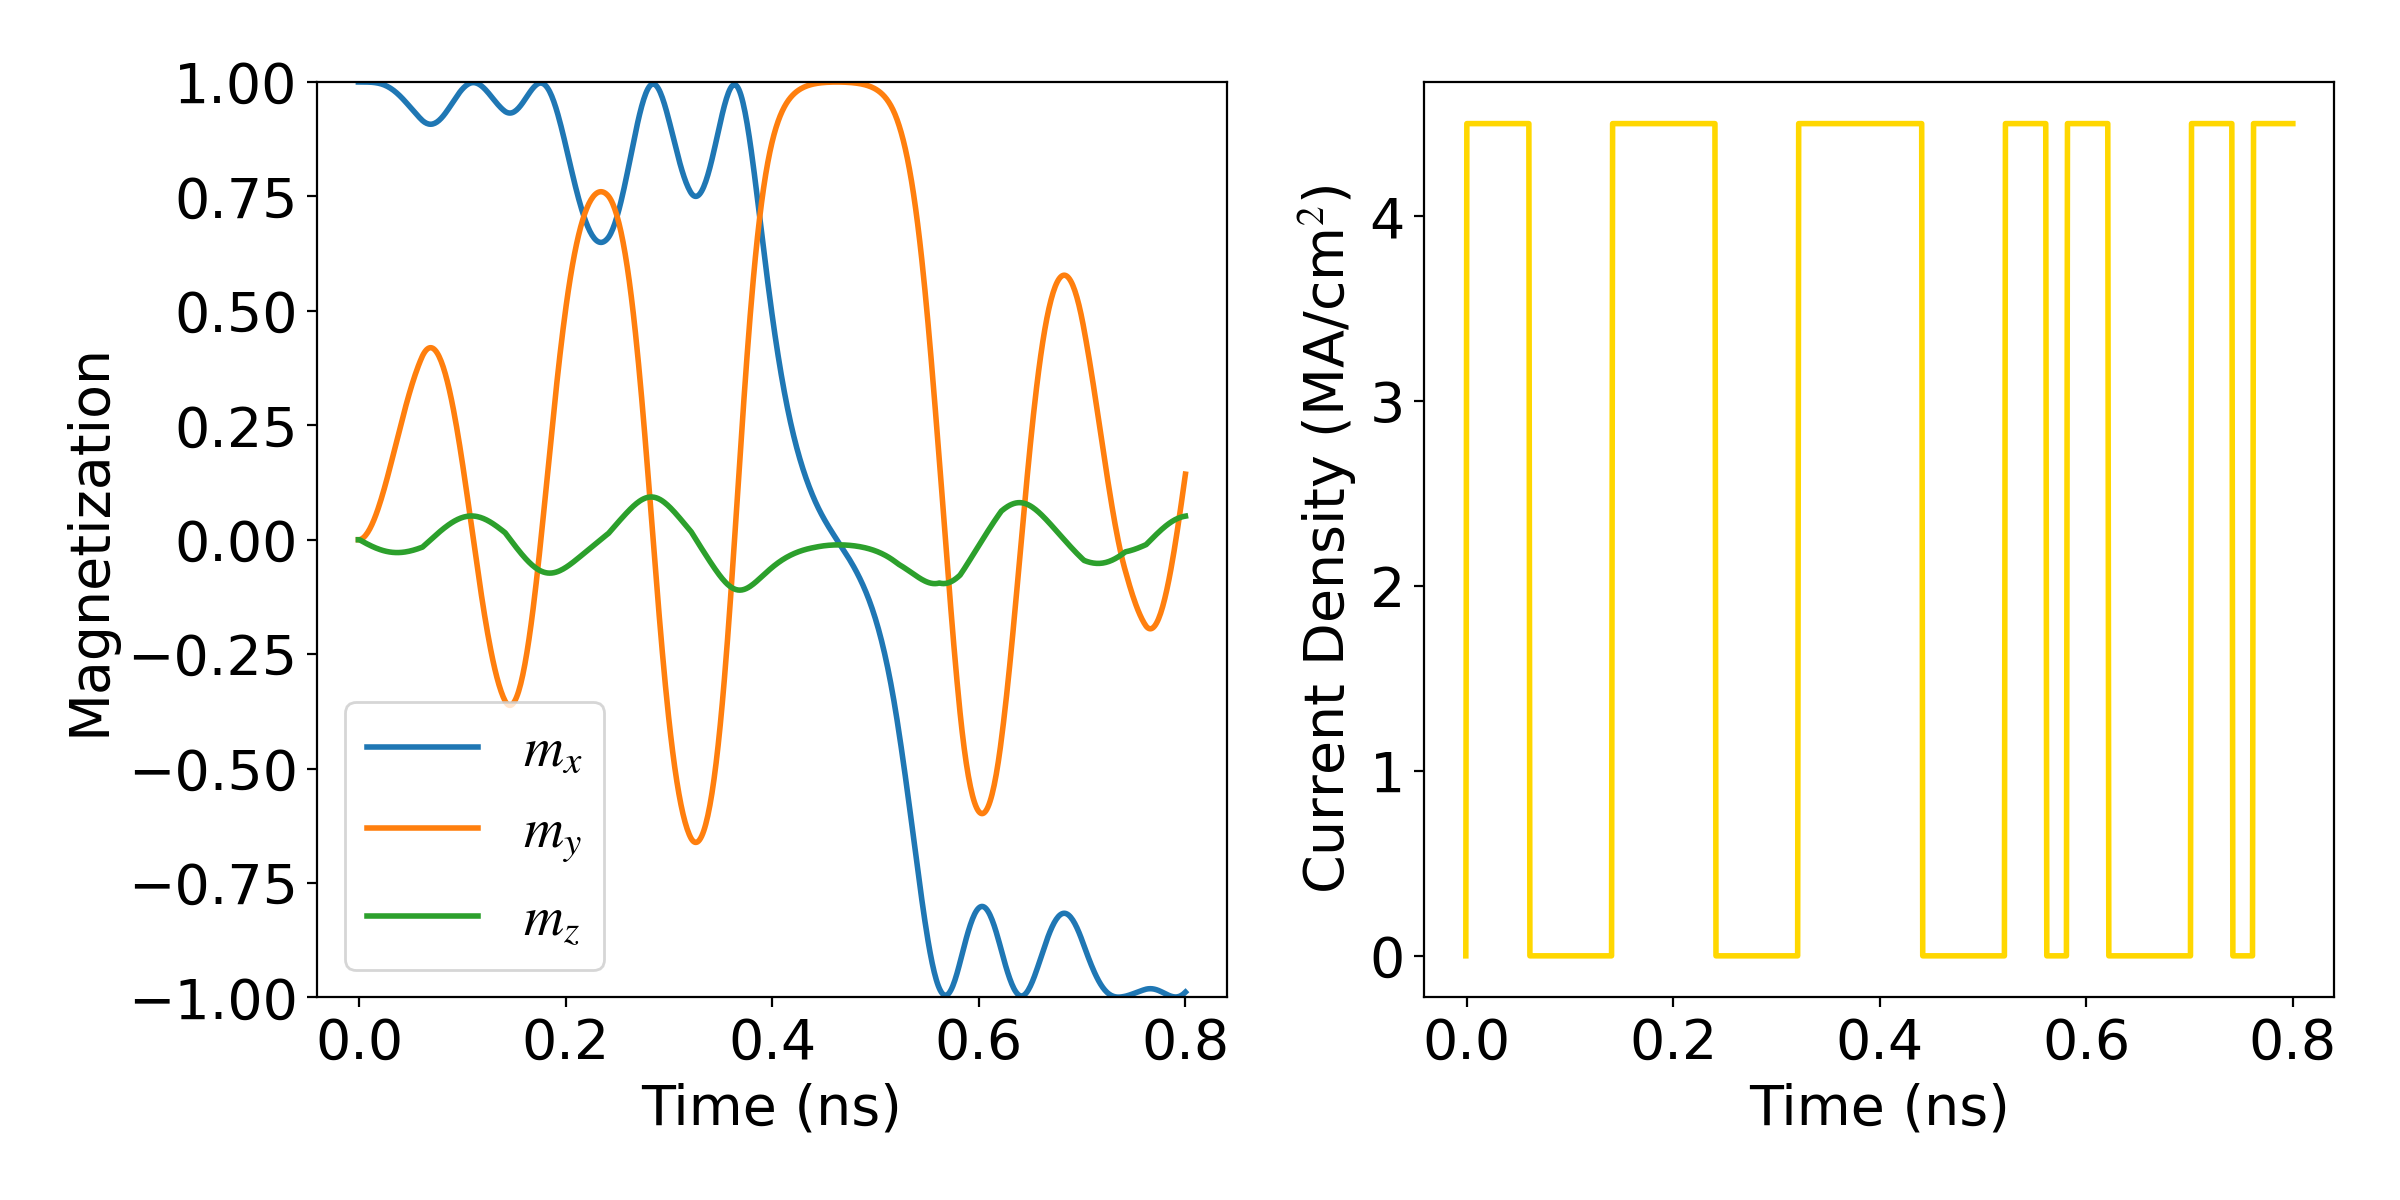 Magnetization
1.00
0.75
0.50
0.25
0.00
−0.25
−0.50
−0.75
−1.00
m_x
m_y
m_z
0.0 0.2 0.4 0.6 0.8
Time (ns)
Current Density (MA/cm²)
4
3
2
1
0
0.0 0.2 0.4 0.6 0.8
Time (ns)